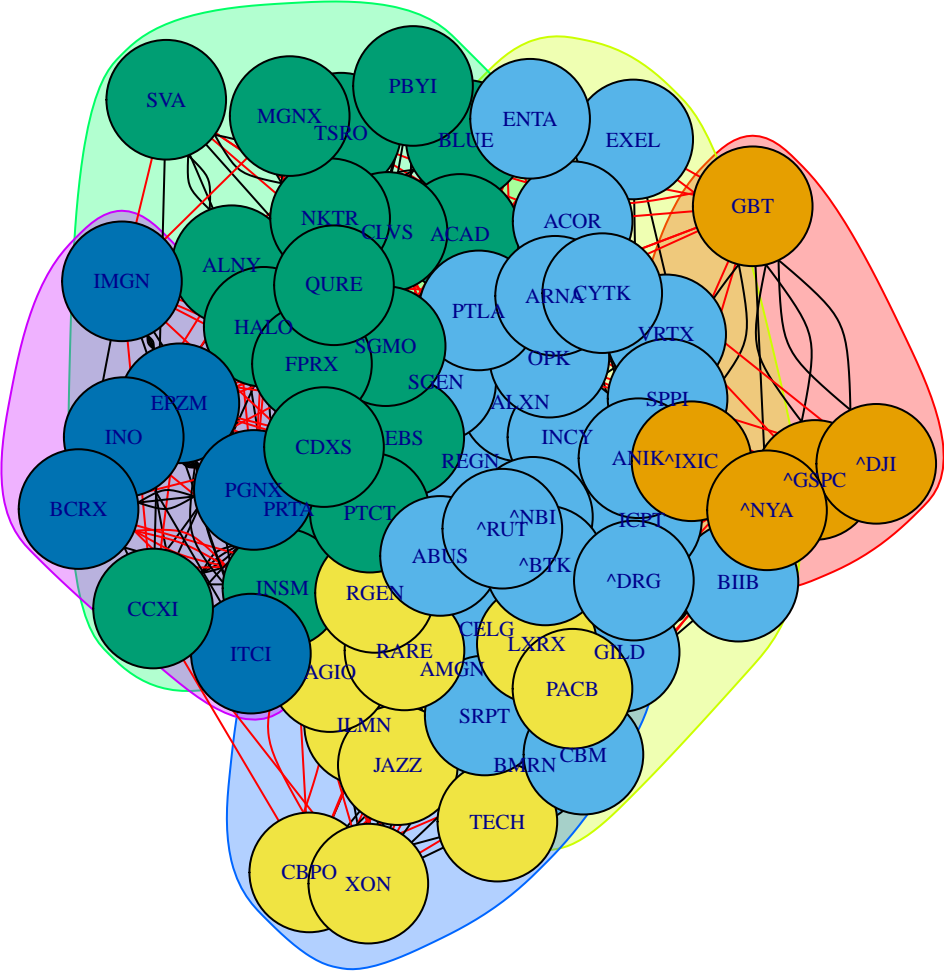 PBYI
SVA
MGNX
ENTA
TSRO
BLUE
EXEL
GBT
NKTR
ACOR
CLVS
ACAD
ALNY
IMGN
QURE
CYTK
ARNA
PTLA
HALO
VRTX
SGMO
OPK
FPRX
SGEN
SPPI
EPZM
ALXN
INO
EBS
INCY
CDXS
ANIK
^IXIC
REGN
^DJI
^GSPC
PGNX
BCRX
PRTA
PTCT
^NBI
^NYA
ICPT
^RUT
ABUS
^BTK
^DRG
BIIB
INSM
RGEN
CCXI
CELG
LXRX
RARE
GILD
ITCI
AMGN
AGIO
PACB
SRPT
ILMN
CBM
JAZZ
BMRN
TECH
CBPO
XON